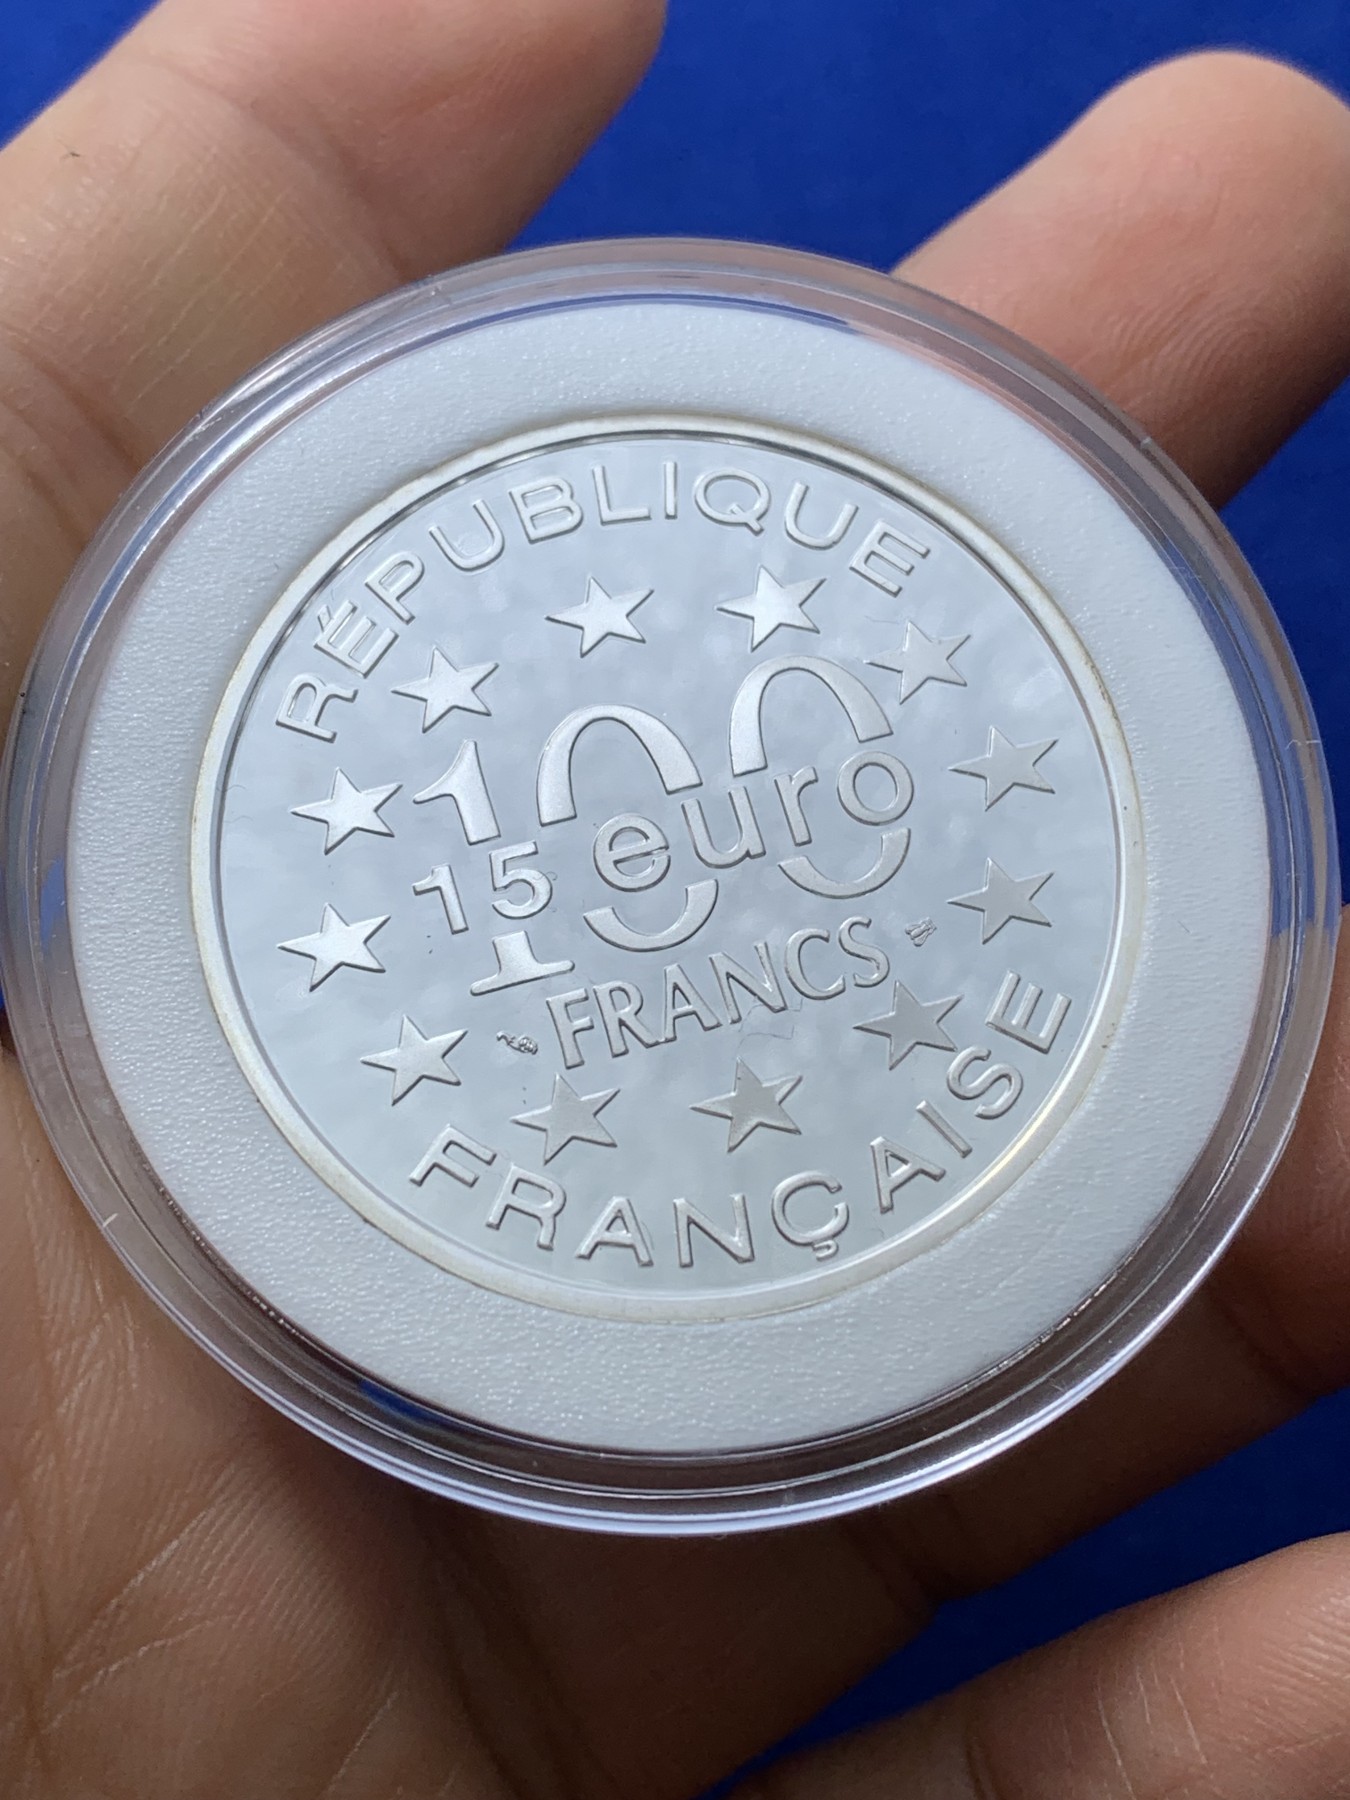 RÉPUBLIQUE
100
15 euro
FRANCS
FRANÇAISE